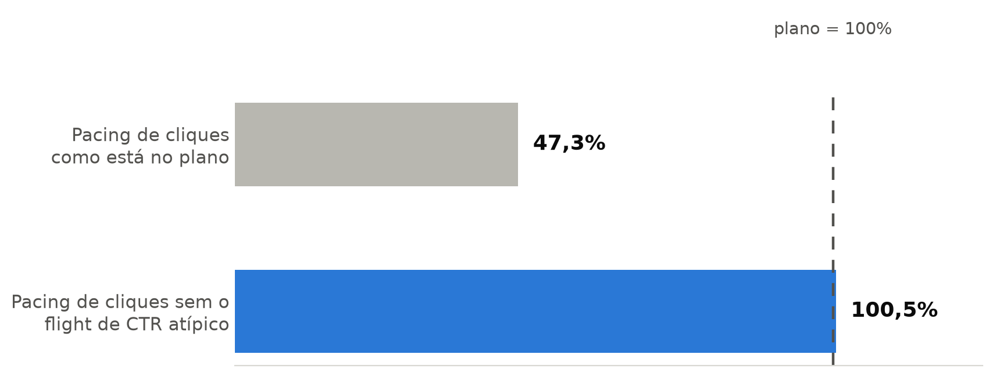 plano = 100%
Pacing de cliques
como está no plano
47,3%
Pacing de cliques sem o
flight de CTR atípico
100,5%